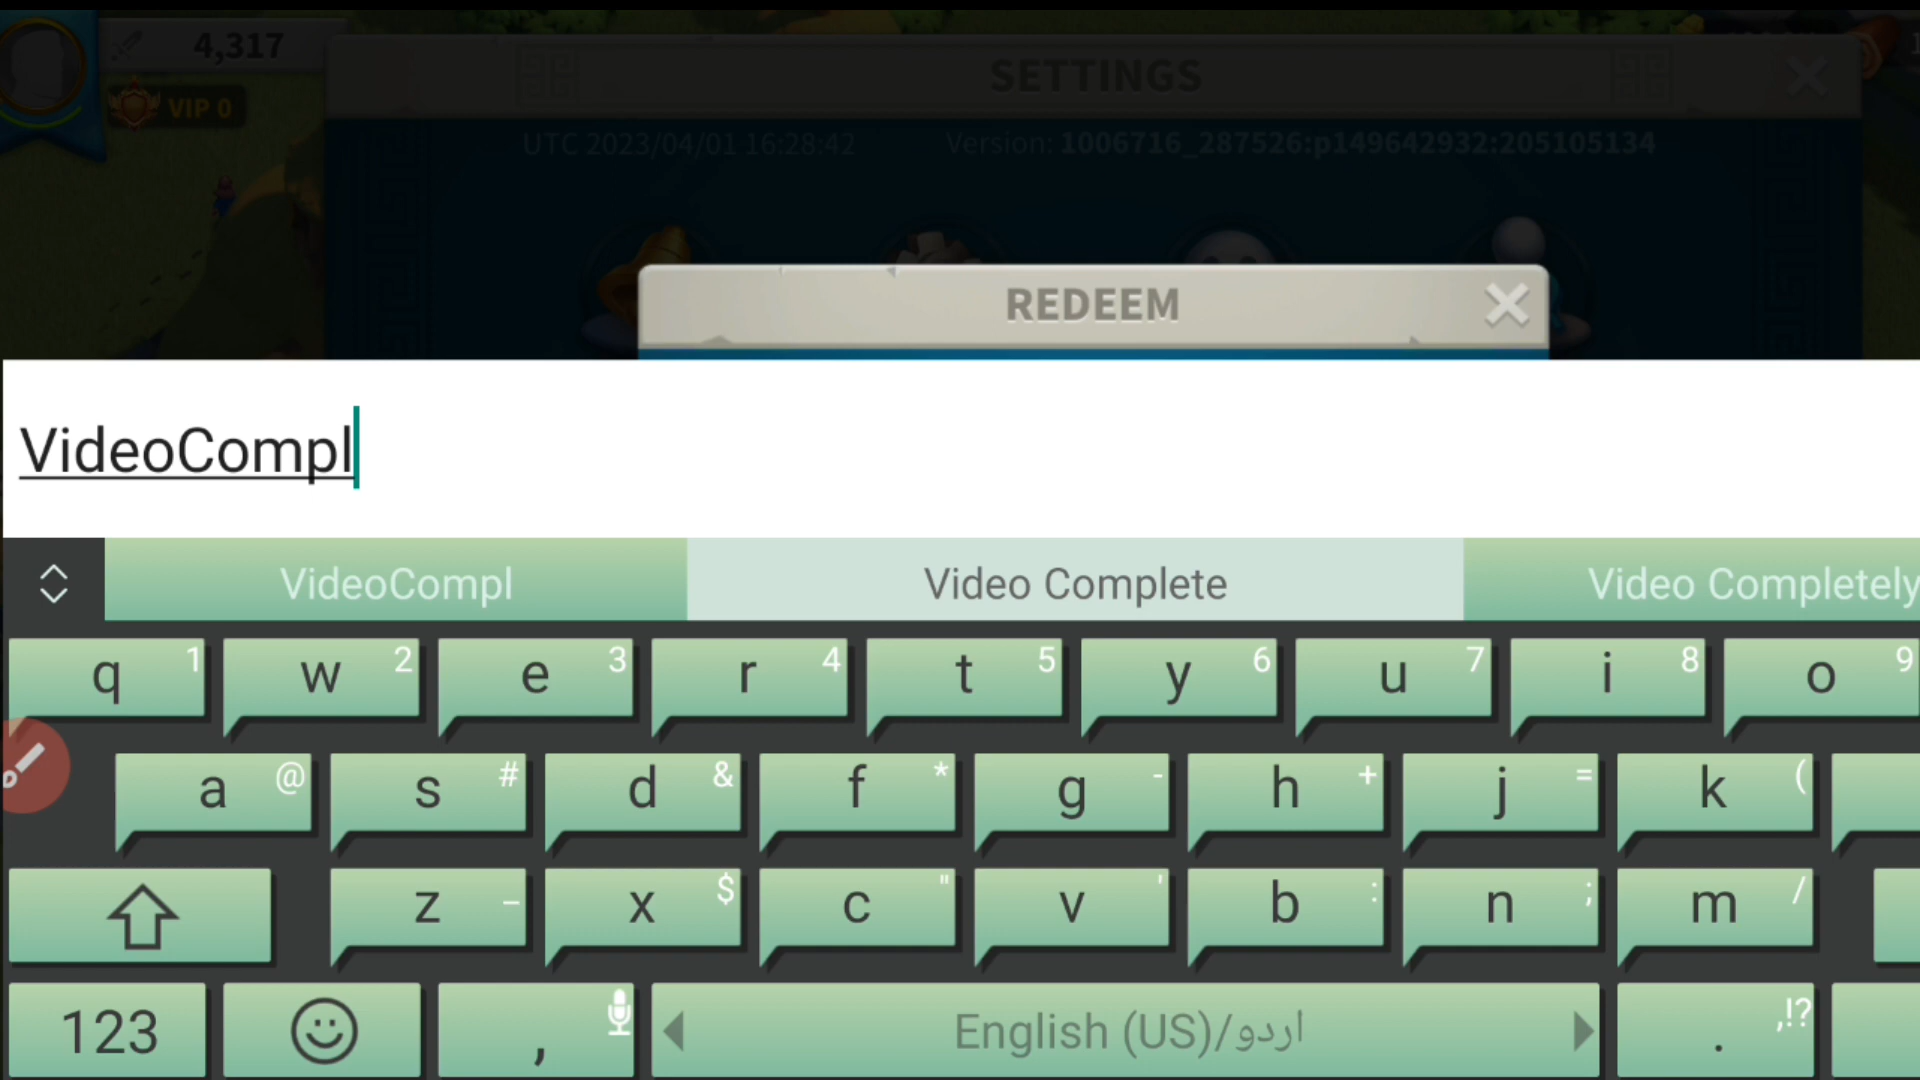 4,317
VIP 0
SETTINGS
UTC 2023/04/01 16:28:42 Version: 1006716_287526:p149642932:205105134
REDEEM
VideoCompl
VideoCompl Video Complete Video Completely
q 1 w 2 e 3 r 4 t 5 y 6 u 7 i 8 o 9
a @ s # d & f * g - h + j = k (
z _ x $ c " v ' b : n ; m /
123 , English (US)/اردو . ,!?